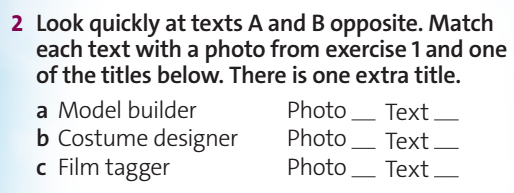 2 Look quickly at texts A and B opposite. Match
each text with a photo from exercise 1 and one
of the titles below. There is one extra title.
a Model builder Photo __ Text __
b Costume designer Photo __ Text __
c Film tagger Photo __ Text __